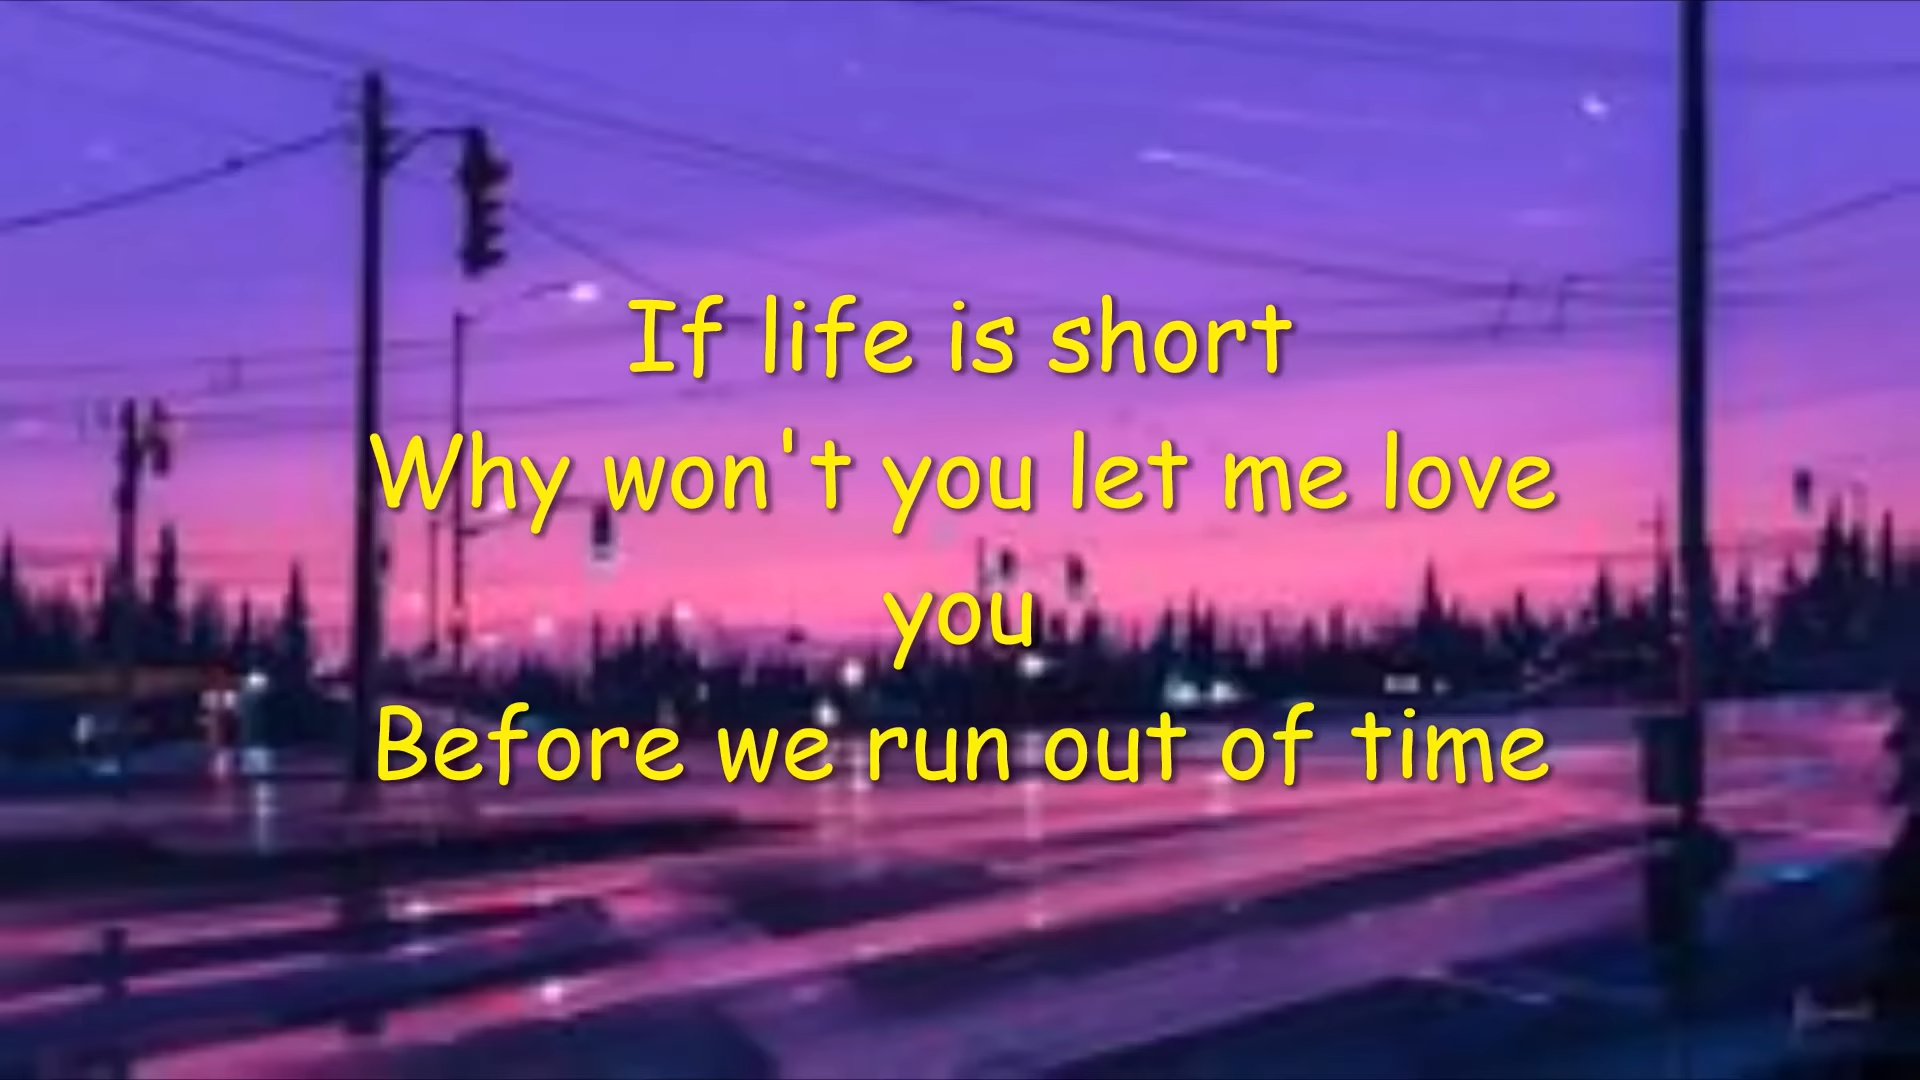 If life is short
Why won't you let me love
you
Before we run out of time